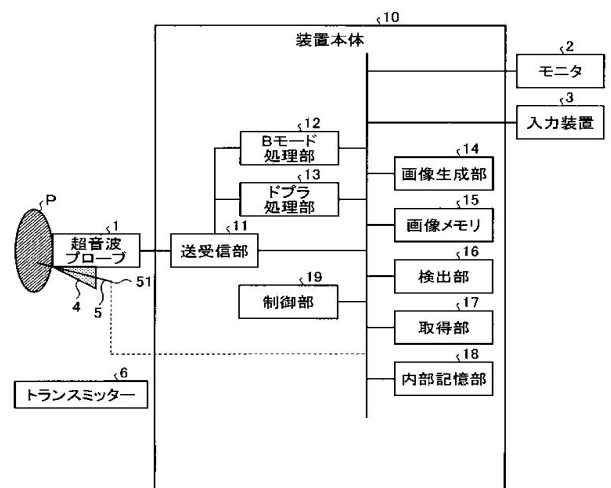 10
装置本体
2
モニタ
3
入力装置
12
Bモード
処理部
13
ドプラ
処理部
14
画像生成部
15
画像メモリ
P
1
超音波
プローブ
11
送受信部
16
検出部
4
5
51
19
制御部
17
取得部
18
内部記憶部
6
トランスミッター